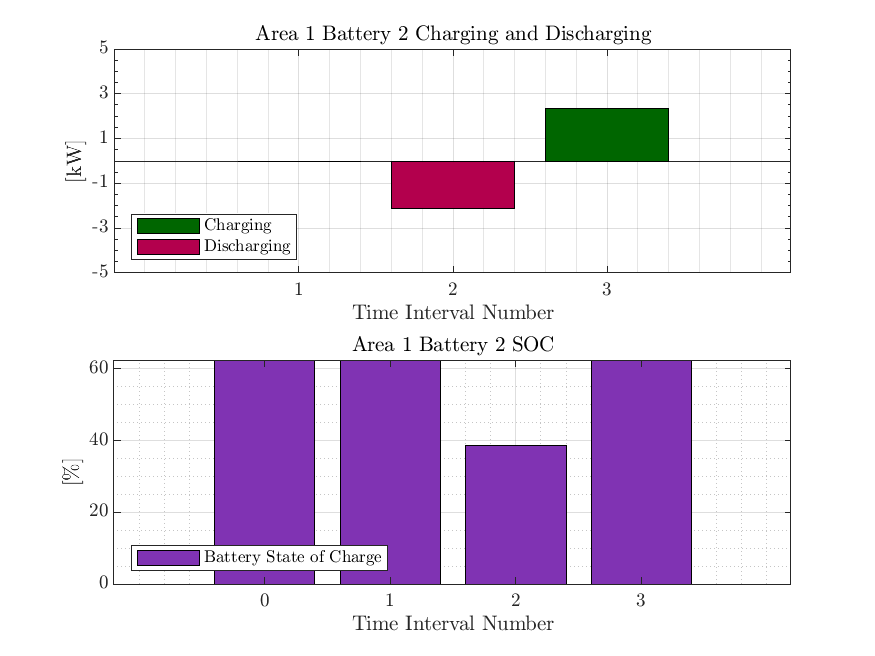 Area 1 Battery 2 Charging and Discharging
5
3
1
-1
-3
-5
[kW]
Charging
Discharging
1 2 3
Time Interval Number
Area 1 Battery 2 SOC
60
40
20
0
[%]
Battery State of Charge
0 1 2 3
Time Interval Number